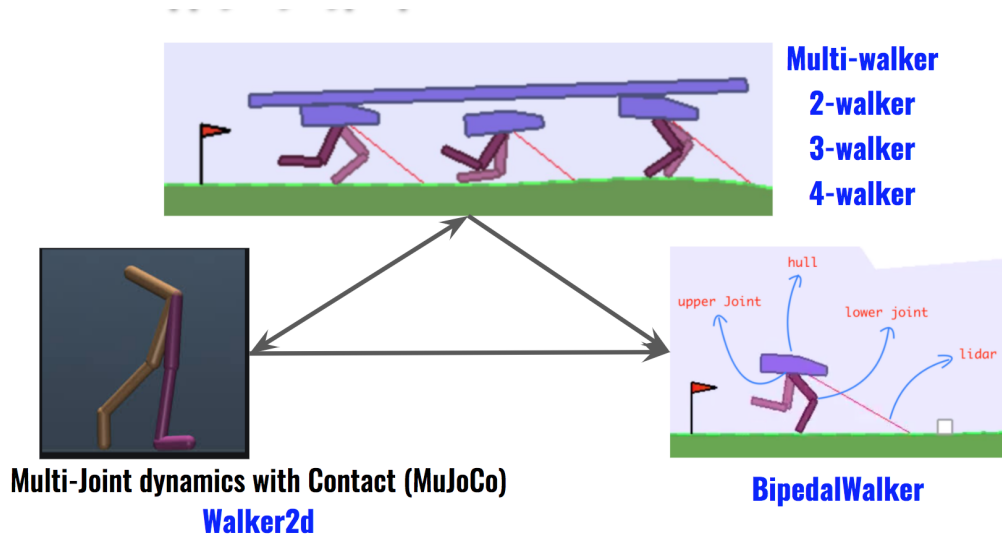 Multi-walker
2-walker
3-walker
4-walker
hull
upper Joint
lower joint
lidar
Multi-Joint dynamics with Contact (MuJoCo)
Walker2d
BipedalWalker